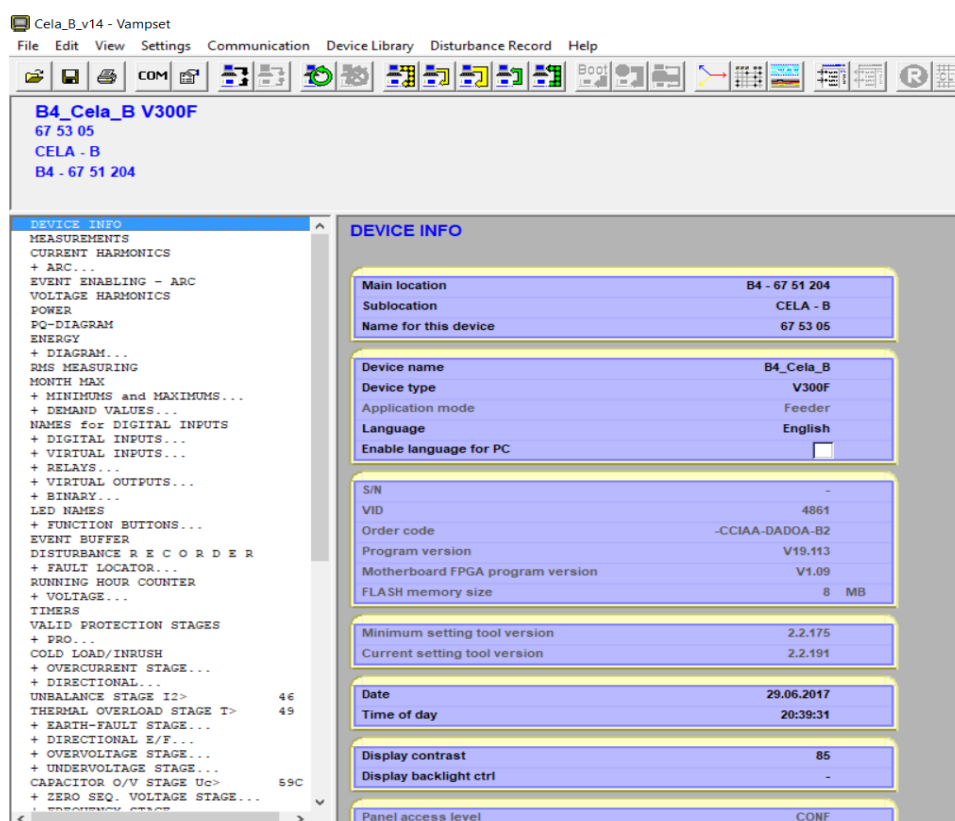 Cela_B_v14 - Vampset
File Edit View Settings Communication Device Library Disturbance Record Help
COM Boot R
B4_Cela_B V300F
67 53 05
CELA - B
B4 - 67 51 204
DEVICE INFO
MEASUREMENTS
CURRENT HARMONICS
+ ARC...
EVENT ENABLING - ARC
VOLTAGE HARMONICS
POWER
PQ-DIAGRAM
ENERGY
+ DIAGRAM...
RMS MEASURING
MONTH MAX
+ MINIMUMS and MAXIMUMS...
+ DEMAND VALUES...
NAMES for DIGITAL INPUTS
+ DIGITAL INPUTS...
+ VIRTUAL INPUTS...
+ RELAYS...
+ VIRTUAL OUTPUTS...
+ BINARY...
LED NAMES
+ FUNCTION BUTTONS...
EVENT BUFFER
DISTURBANCE R E C O R D E R
+ FAULT LOCATOR...
RUNNING HOUR COUNTER
+ VOLTAGE...
TIMERS
VALID PROTECTION STAGES
+ PRO...
COLD LOAD/INRUSH
+ OVERCURRENT STAGE...
+ DIRECTIONAL...
UNBALANCE STAGE I2> 46
THERMAL OVERLOAD STAGE T> 49
+ EARTH-FAULT STAGE...
+ DIRECTIONAL E/F...
+ OVERVOLTAGE STAGE...
+ UNDERVOLTAGE STAGE...
CAPACITOR O/V STAGE Uc> 59C
+ ZERO SEQ. VOLTAGE STAGE...
+ FREQUENCY STAGE
DEVICE INFO
Main location B4 - 67 51 204
Sublocation CELA - B
Name for this device 67 53 05
Device name B4_Cela_B
Device type V300F
Application mode Feeder
Language English
Enable language for PC
S/N -
VID 4861
Order code -CCIAA-DADOA-B2
Program version V19.113
Motherboard FPGA program version V1.09
FLASH memory size 8 MB
Minimum setting tool version 2.2.175
Current setting tool version 2.2.191
Date 29.06.2017
Time of day 20:39:31
Display contrast 85
Display backlight ctrl -
Panel access level CONF